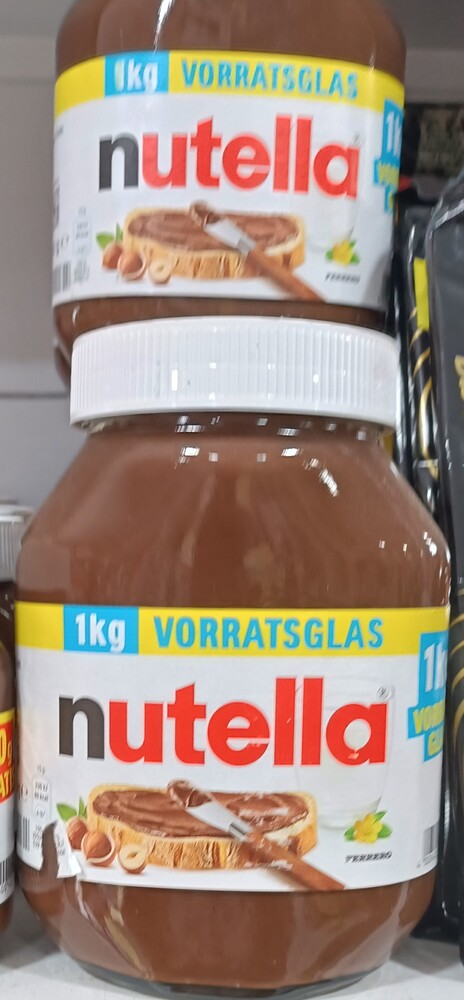 1kg VORRATSGLAS
nutella
FERRERO
1kg VORRATSGLAS
nutella®
FERRERO